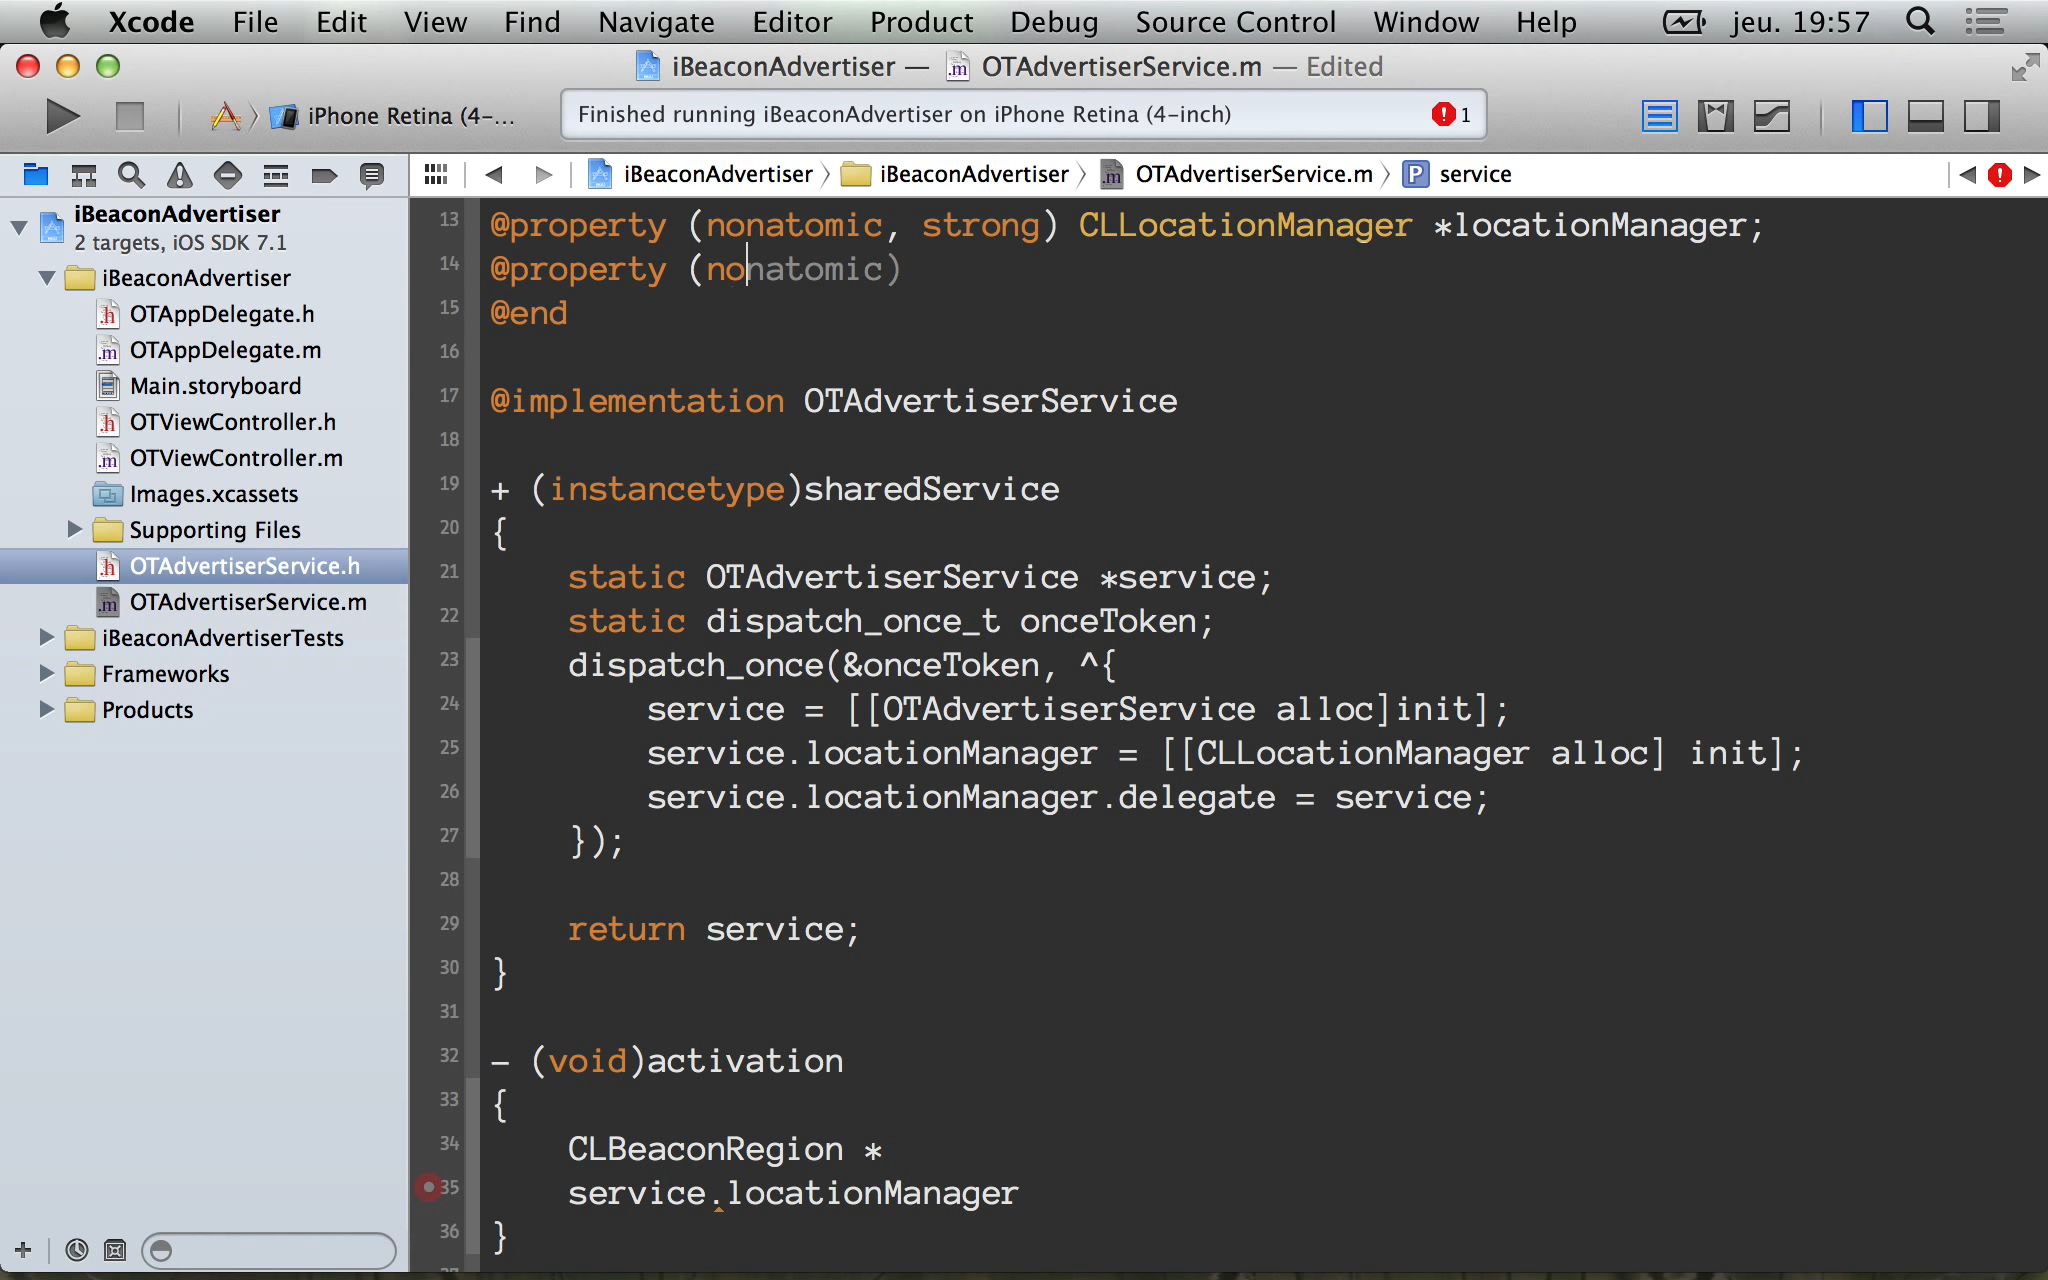 Xcode File Edit View Find Navigate Editor Product Debug Source Control Window Help jeu. 19:57
iBeaconAdvertiser — OTAdvertiserService.m — Edited
iPhone Retina (4-... Finished running iBeaconAdvertiser on iPhone Retina (4-inch) 1
iBeaconAdvertiser iBeaconAdvertiser OTAdvertiserService.m P service
iBeaconAdvertiser
2 targets, iOS SDK 7.1
iBeaconAdvertiser
OTAppDelegate.h
OTAppDelegate.m
Main.storyboard
OTViewController.h
OTViewController.m
Images.xcassets
Supporting Files
OTAdvertiserService.h
OTAdvertiserService.m
iBeaconAdvertiserTests
Frameworks
Products
13 @property (nonatomic, strong) CLLocationManager *locationManager;
14 @property (nonatomic)
15 @end
16
17 @implementation OTAdvertiserService
18
19 + (instancetype)sharedService
20 {
21 static OTAdvertiserService *service;
22 static dispatch_once_t onceToken;
23 dispatch_once(&onceToken, ^{
24 service = [[OTAdvertiserService alloc]init];
25 service.locationManager = [[CLLocationManager alloc] init];
26 service.locationManager.delegate = service;
27 });
28
29 return service;
30 }
31
32 - (void)activation
33 {
34 CLBeaconRegion *
35 service.locationManager
36 }